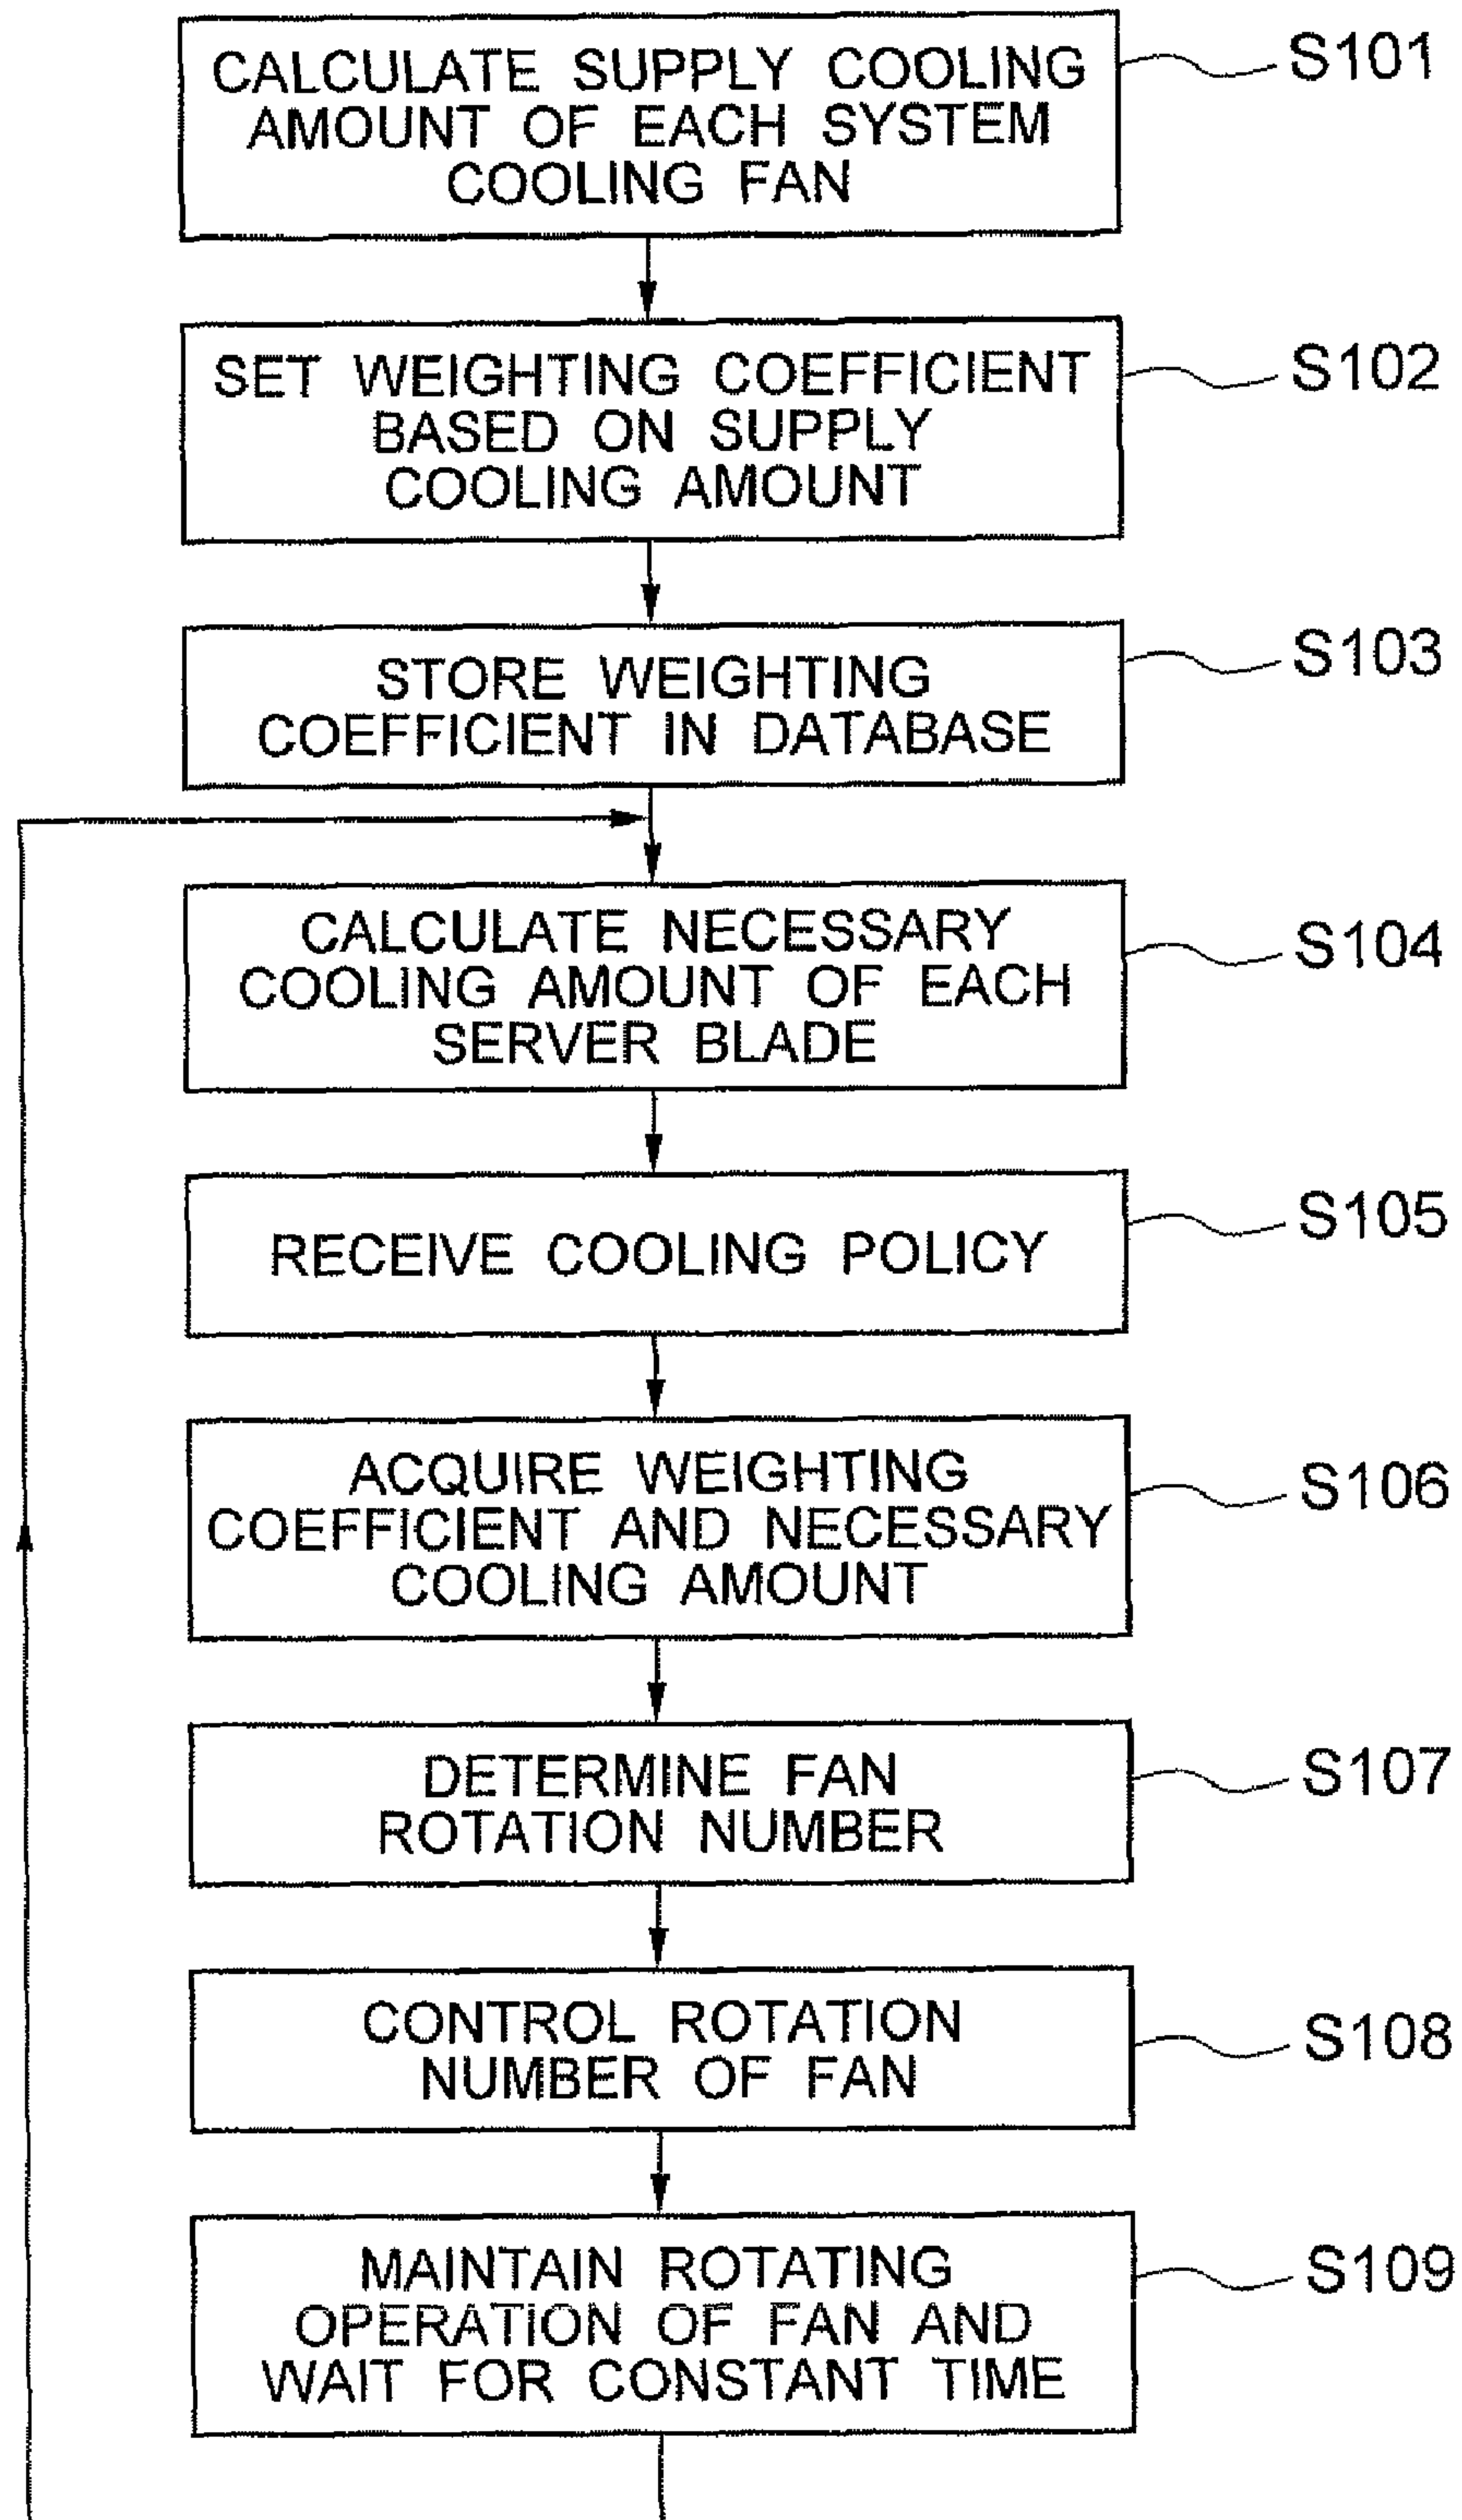 CALCULATE SUPPLY COOLING
AMOUNT OF EACH SYSTEM
COOLING FAN
S101
SET WEIGHTING COEFFICIENT
BASED ON SUPPLY
COOLING AMOUNT
S102
STORE WEIGHTING
COEFFICIENT IN DATABASE
S103
CALCULATE NECESSARY
COOLING AMOUNT OF EACH
SERVER BLADE
S104
RECEIVE COOLING POLICY
S105
ACQUIRE WEIGHTING
COEFFICIENT AND NECESSARY
COOLING AMOUNT
S106
DETERMINE FAN
ROTATION NUMBER
S107
CONTROL ROTATION
NUMBER OF FAN
S108
MAINTAIN ROTATING
OPERATION OF FAN AND
WAIT FOR CONSTANT TIME
S109